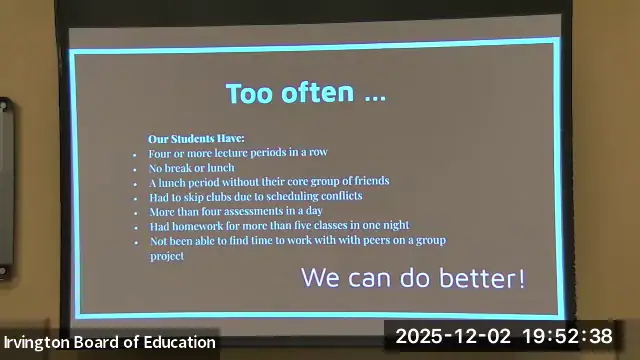 Too often ...
Our Students Have:
• Four or more lecture periods in a row
• No break or lunch
• A lunch period without their core group of friends
• Had to skip clubs due to scheduling conflicts
• More than four assessments in a day
• Had homework for more than five classes in one night
• Not been able to find time to work with with peers on a group
project
We can do better!
Irvington Board of Education
2025-12-02 19:52:38